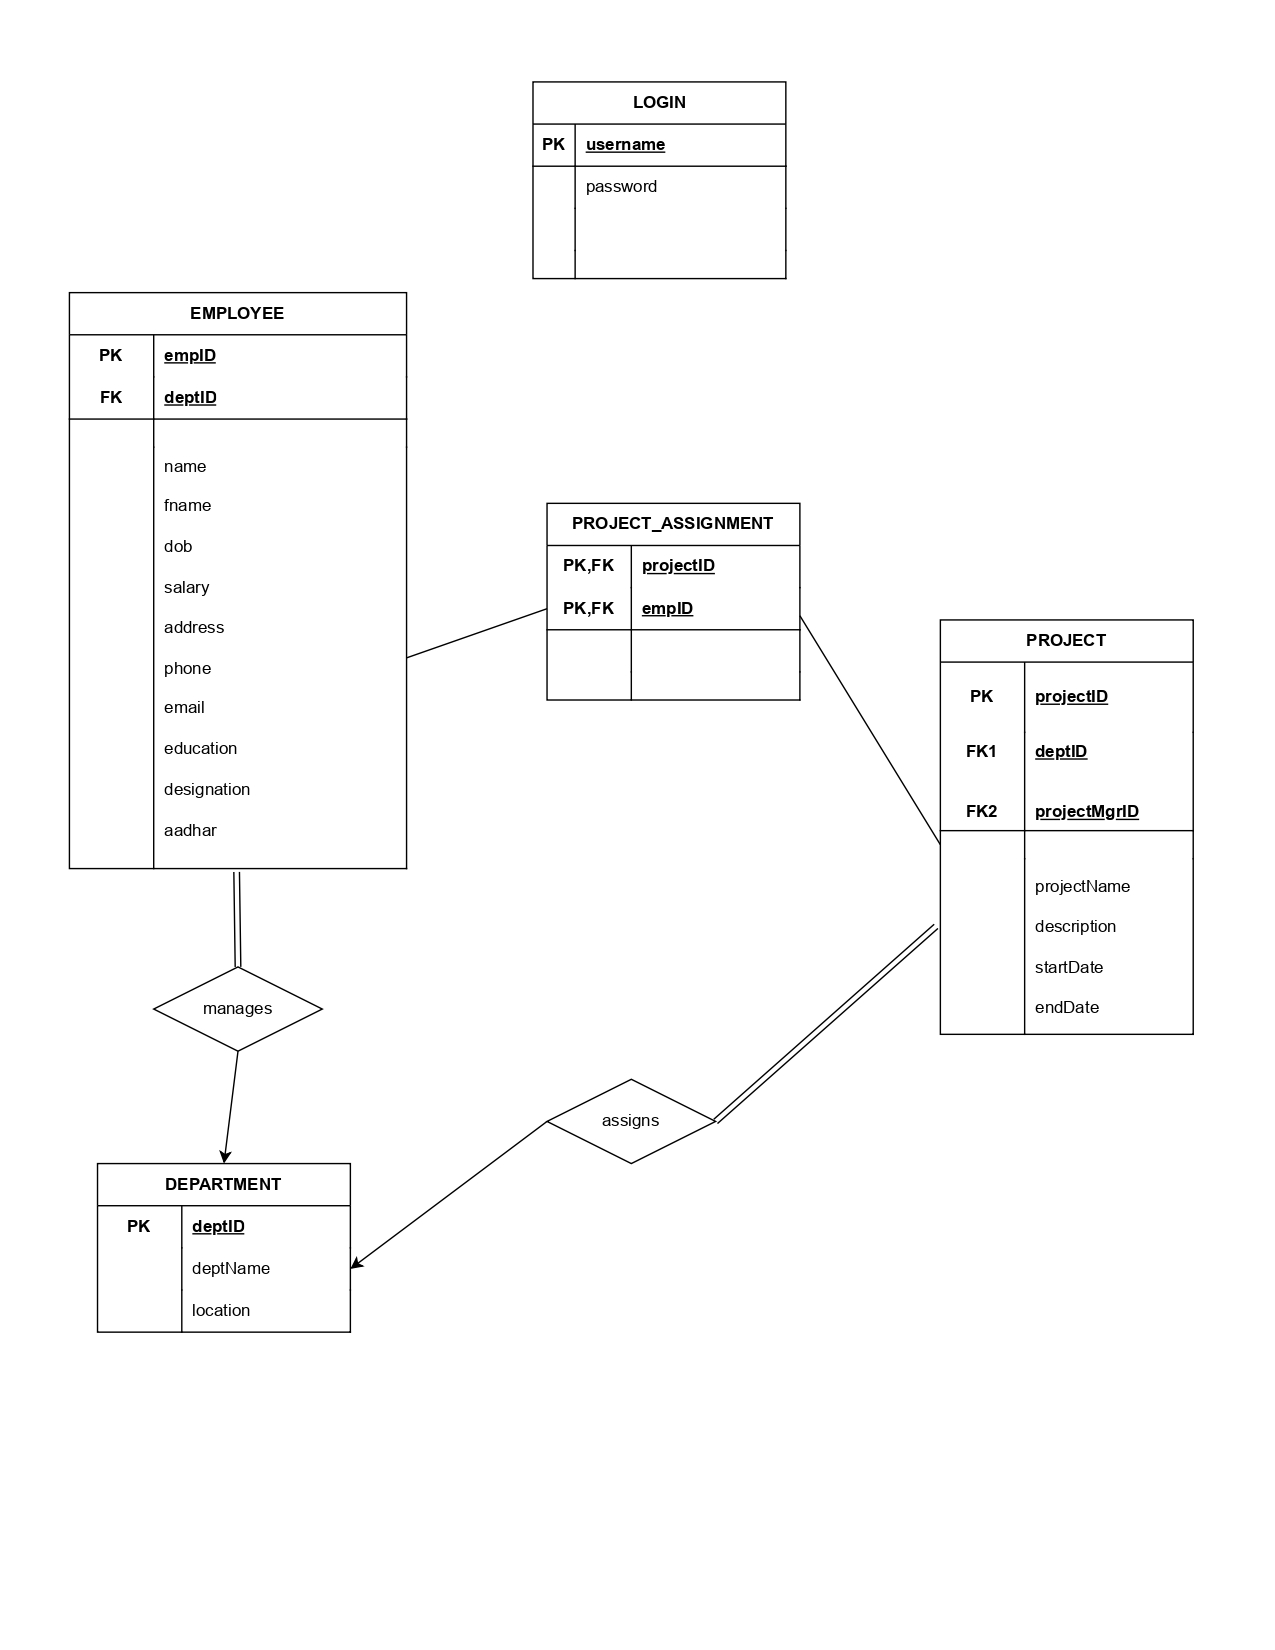 LOGIN
PK username
password
EMPLOYEE
PK empID
FK deptID
name
fname
dob
salary
address
phone
email
education
designation
aadhar
PROJECT_ASSIGNMENT
PK,FK projectID
PK,FK empID
PROJECT
PK projectID
FK1 deptID
FK2 projectMgrID
projectName
description
startDate
endDate
manages
assigns
DEPARTMENT
PK deptID
deptName
location